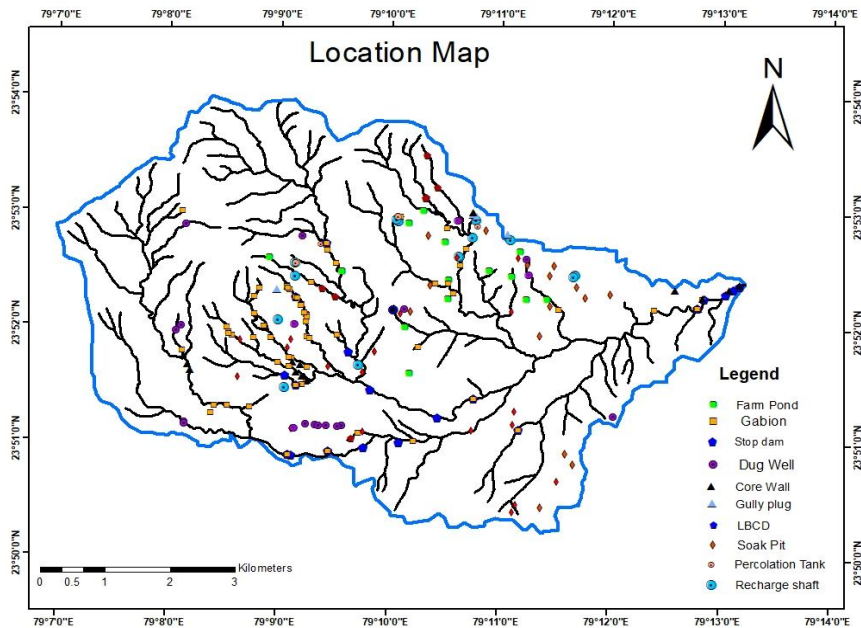 79°7'0"E 79°8'0"E 79°9'0"E 79°10'0"E 79°11'0"E 79°12'0"E 79°13'0"E 79°14'0"E
Location Map
N
23°54'0"N 23°54'0"N
23°53'0"N 23°53'0"N
23°52'0"N 23°52'0"N
23°51'0"N 23°51'0"N
23°50'0"N 23°50'0"N
Legend
Farm Pond
Gabion
Stop dam
Dug Well
Core Wall
Gully plug
LBCD
Soak Pit
Percolation Tank
Recharge shaft
Kilometers
0 0.5 1 2 3
79°7'0"E 79°8'0"E 79°9'0"E 79°10'0"E 79°11'0"E 79°12'0"E 79°13'0"E 79°14'0"E